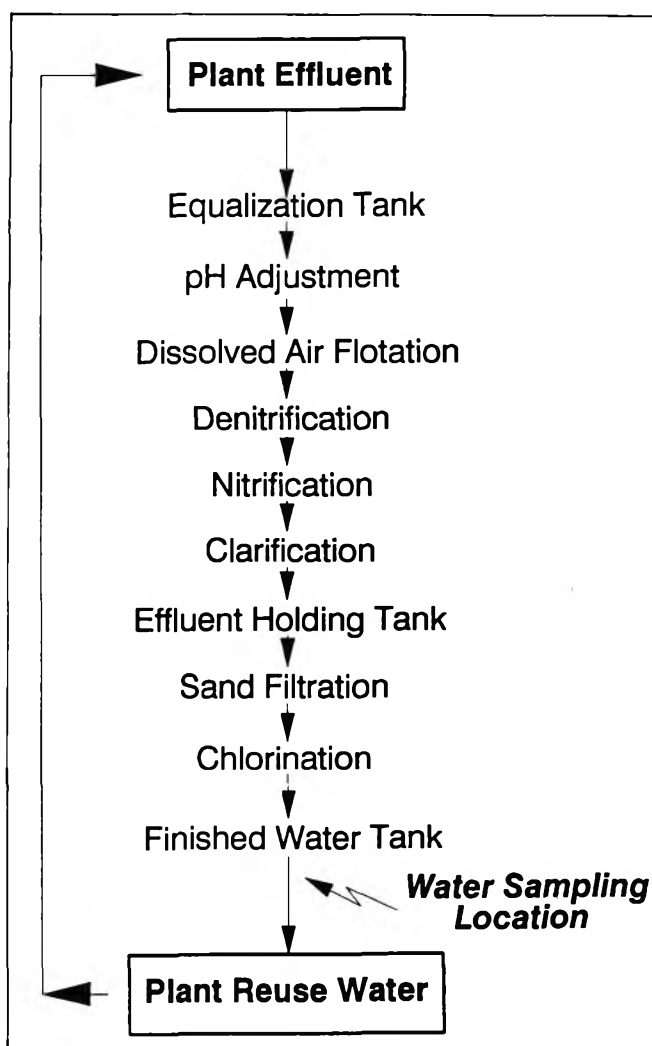 Plant Effluent
Equalization Tank
pH Adjustment
Dissolved Air Flotation
Denitrification
Nitrification
Clarification
Effluent Holding Tank
Sand Filtration
Chlorination
Finished Water Tank
Water Sampling
Location
Plant Reuse Water